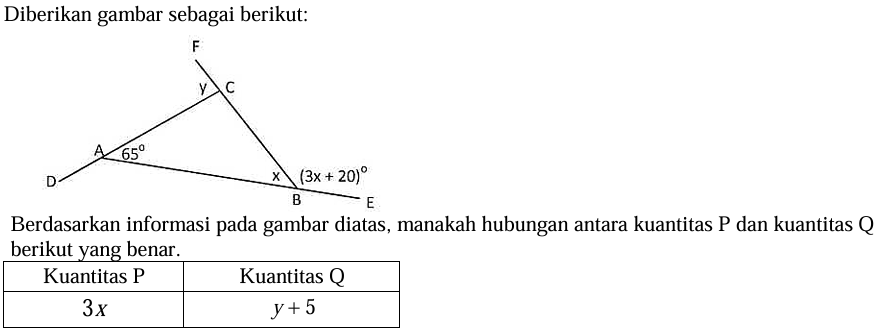 Diberikan gambar sebagai berikut:
F
y C
A 65°
D
x (3x + 20)°
B E
Berdasarkan informasi pada gambar diatas, manakah hubungan antara kuantitas P dan kuantitas Q
berikut yang benar.
Kuantitas P Kuantitas Q
3x y + 5